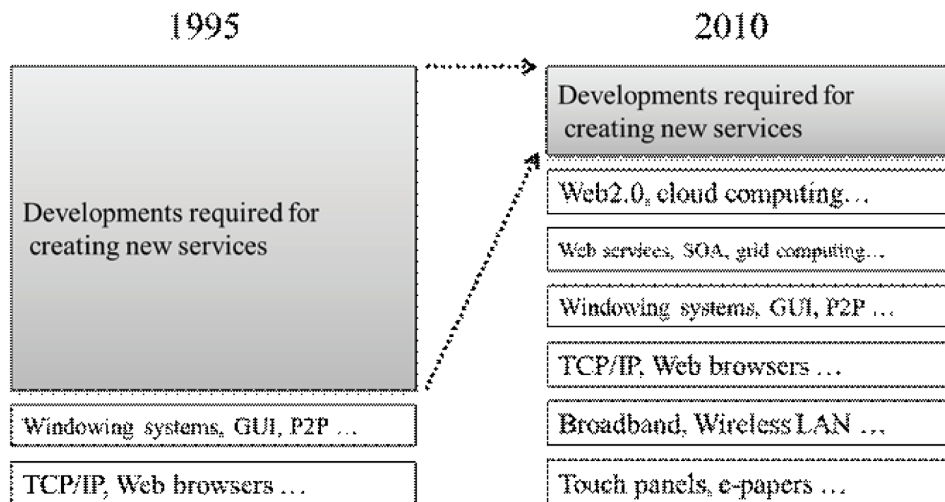 1995
Developments required for
creating new services
Windowing systems, GUI, P2P …
TCP/IP, Web browsers …
2010
Developments required for
creating new services
Web2.0, cloud computing…
Web services, SOA, grid computing…
Windowing systems, GUI, P2P …
TCP/IP, Web browsers …
Broadband, Wireless LAN …
Touch panels, e-papers …